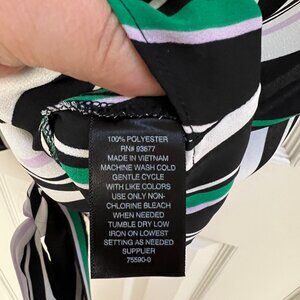 100% POLYESTER
RN# 93677
MADE IN VIETNAM
MACHINE WASH COLD
GENTLE CYCLE
WITH LIKE COLORS
USE ONLY NON-
CHLORINE BLEACH
WHEN NEEDED
TUMBLE DRY LOW
IRON ON LOWEST
SETTING AS NEEDED
SUPPLIER
75590-0